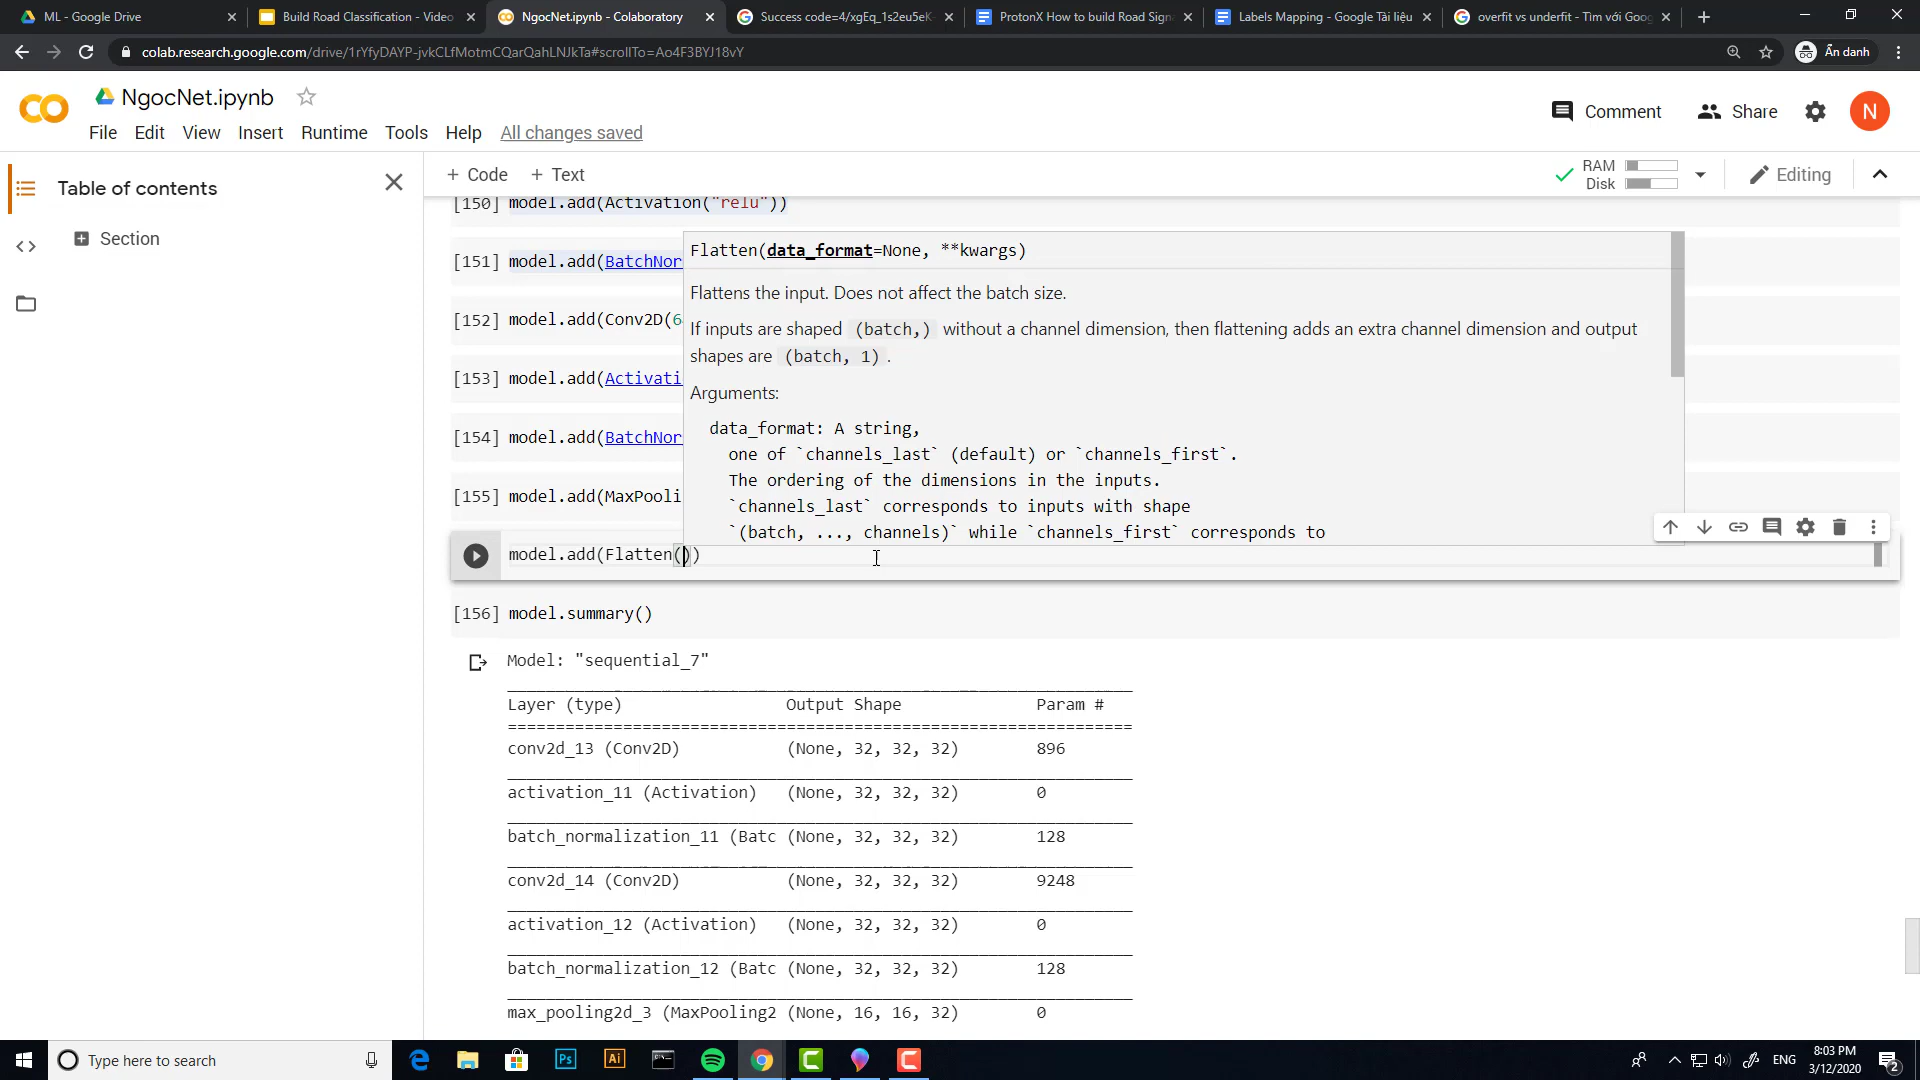 ML - Google Drive
Build Road Classification - Video
NgocNet.ipynb - Colaboratory
Success code=4/xgEq_1s2eu5eK
ProtonX How to build Road Sign
Labels Mapping - Google Tài liệu
overfit vs underfit - Tìm với Goog
colab.research.google.com/drive/1rYfyDAYP-jvkCLfMotmCQarQahLNJkTa#scrollTo=Ao4F3BYJ18vY
Ẩn danh
NgocNet.ipynb
Comment
Share
N
File Edit View Insert Runtime Tools Help All changes saved
Table of contents
+ Code + Text
RAM
Disk
Editing
Section
[150] model.add(Activation("relu"))
[151] model.add(BatchNor
[152] model.add(Conv2D(6
[153] model.add(Activati
[154] model.add(BatchNor
[155] model.add(MaxPooli
Flatten(data_format=None, **kwargs)
Flattens the input. Does not affect the batch size.
If inputs are shaped (batch,) without a channel dimension, then flattening adds an extra channel dimension and output
shapes are (batch, 1) .
Arguments:
data_format: A string,
one of `channels_last` (default) or `channels_first`.
The ordering of the dimensions in the inputs.
`channels_last` corresponds to inputs with shape
`(batch, ..., channels)` while `channels_first` corresponds to
model.add(Flatten())
[156] model.summary()
Model: "sequential_7"
Layer (type) Output Shape Param #
=================================================================
conv2d_13 (Conv2D) (None, 32, 32, 32) 896
activation_11 (Activation) (None, 32, 32, 32) 0
batch_normalization_11 (Batc (None, 32, 32, 32) 128
conv2d_14 (Conv2D) (None, 32, 32, 32) 9248
activation_12 (Activation) (None, 32, 32, 32) 0
batch_normalization_12 (Batc (None, 32, 32, 32) 128
max_pooling2d_3 (MaxPooling2 (None, 16, 16, 32) 0
Type here to search
Ps
Ai
ENG
8:03 PM
3/12/2020
2